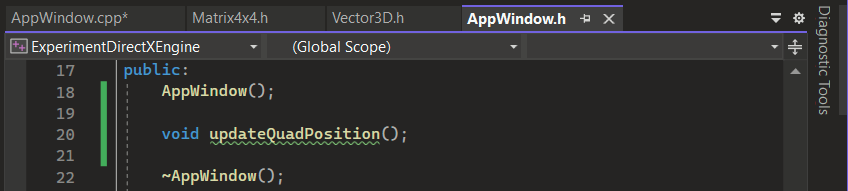 AppWindow.cpp* Matrix4x4.h Vector3D.h AppWindow.h
ExperimentDirectXEngine (Global Scope)
17 public:
18 AppWindow();
19
20 void updateQuadPosition();
21
22 ~AppWindow();
Diagnostic Tools